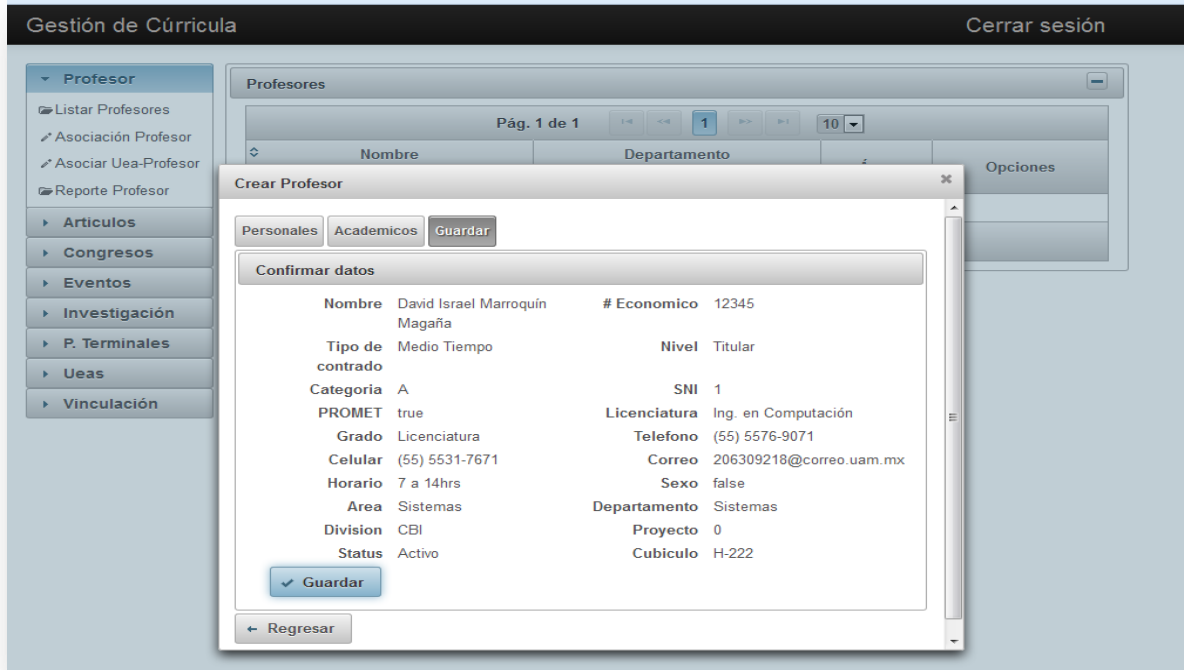 Gestión de Cúrricula
Cerrar sesión
Profesor
Listar Profesores
Asociación Profesor
Asociar Uea-Profesor
Reporte Profesor
Articulos
Congresos
Eventos
Investigación
P. Terminales
Ueas
Vinculación
Profesores
Pág. 1 de 1 1 10
Nombre Departamento Opciones
Crear Profesor
Personales Academicos Guardar
Confirmar datos
Nombre David Israel Marroquín # Economico 12345
Magaña
Tipo de Medio Tiempo Nivel Titular
contrado
Categoria A SNI 1
PROMET true Licenciatura Ing. en Computación
Grado Licenciatura Telefono (55) 5576-9071
Celular (55) 5531-7671 Correo 206309218@correo.uam.mx
Horario 7 a 14hrs Sexo false
Area Sistemas Departamento Sistemas
Division CBI Proyecto 0
Status Activo Cubiculo H-222
Guardar
Regresar